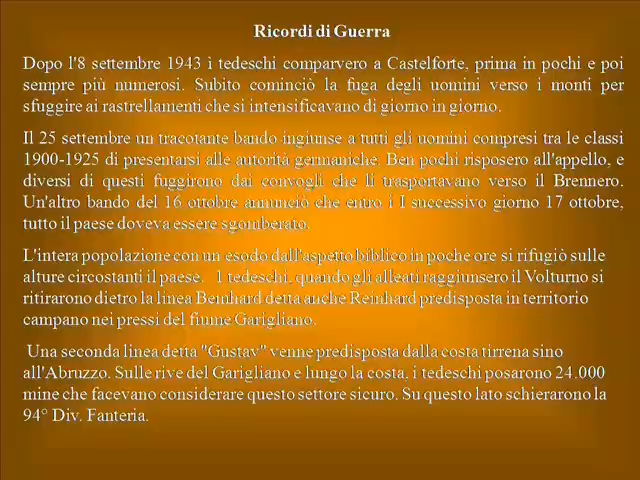 Ricordi di Guerra
Dopo l'8 settembre 1943 i tedeschi comparvero a Castelforte, prima in pochi e poi
sempre più numerosi. Subito cominciò la fuga degli uomini verso i monti per
sfuggire ai rastrellamenti che si intensificavano di giorno in giorno.
Il 25 settembre un tracotante bando ingiunse a tutti gli uomini compresi tra le classi
1900-1925 di presentarsi alle autorità germaniche. Ben pochi risposero all'appello, e
diversi di questi fuggirono dai convogli che li trasportavano verso il Brennero.
Un'altro bando del 16 ottobre annunciò che entro i I successivo giorno 17 ottobre,
tutto il paese doveva essere sgomberato.
L'intera popolazione con un esodo dall'aspetto biblico in poche ore si rifugiò sulle
alture circostanti il paese. 1 tedeschi, quando gli alleati raggiunsero il Volturno si
ritirarono dietro la linea Bernhard detta anche Reinhard predisposta in territorio
campano nei pressi del fiume Garigliano.
Una seconda linea detta "Gustav" venne predisposta dalla costa tirrena sino
all'Abruzzo. Sulle rive del Garigliano e lungo la costa, i tedeschi posarono 24.000
mine che facevano considerare questo settore sicuro. Su questo lato schierarono la
94° Div. Fanteria.